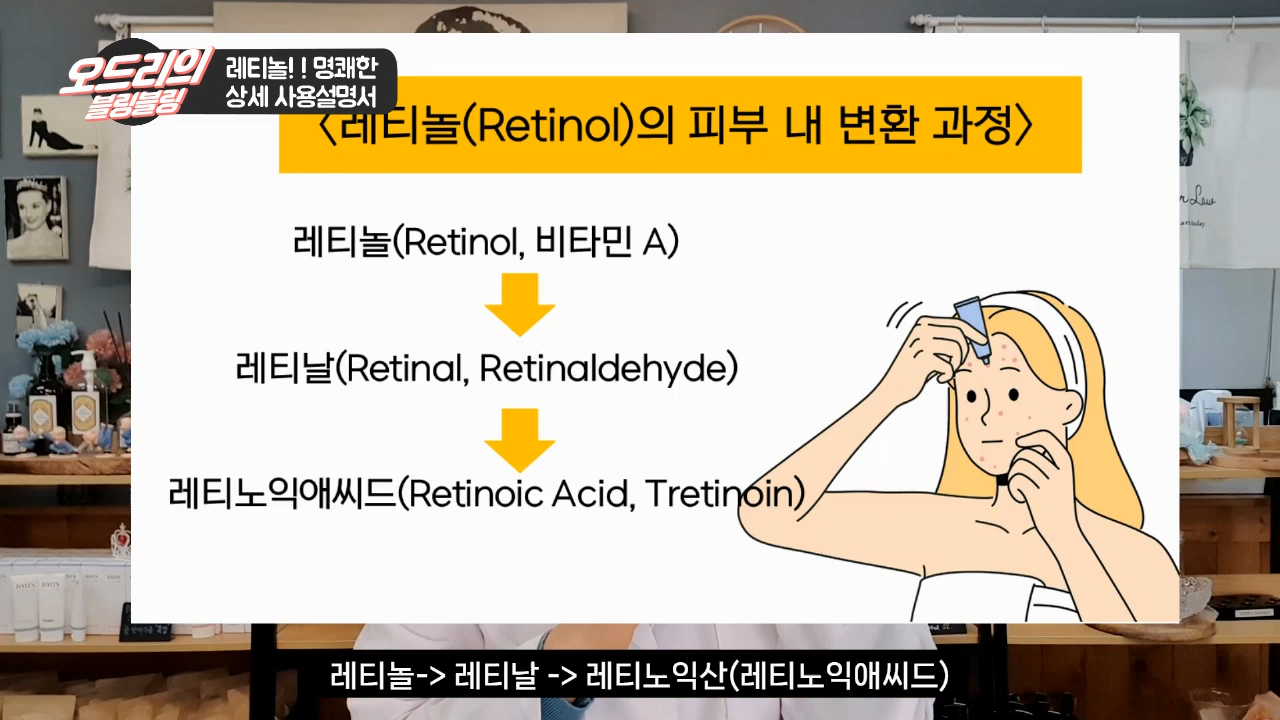 오드리의
블링블링
레티놀!! 명쾌한
상세 사용설명서
<레티놀(Retinol)의 피부 내 변환 과정>
레티놀(Retinol, 비타민 A)
레티날(Retinal, Retinaldehyde)
레티노익애씨드(Retinoic Acid, Tretinoin)
레티놀-> 레티날 -> 레티노익산(레티노익애씨드)